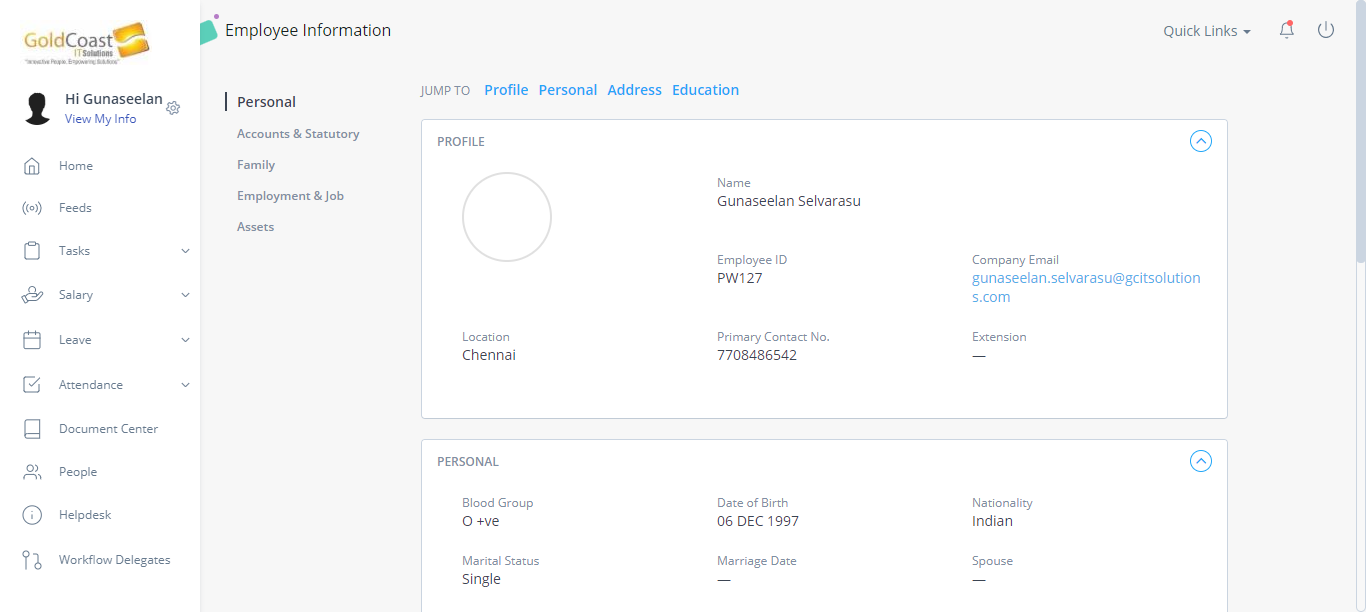 GoldCoast
ITSolutions
"Innovative People. Empowering Solutions"
Hi Gunaseelan
View My Info
Home
Feeds
Tasks
Salary
Leave
Attendance
Document Center
People
Helpdesk
Workflow Delegates
Employee Information
Quick Links
Personal
Accounts & Statutory
Family
Employment & Job
Assets
JUMP TO Profile Personal Address Education
PROFILE
Name
Gunaseelan Selvarasu
Employee ID
PW127
Company Email
gunaseelan.selvarasu@gcitsolution
s.com
Location
Chennai
Primary Contact No.
7708486542
Extension
—
PERSONAL
Blood Group
O +ve
Date of Birth
06 DEC 1997
Nationality
Indian
Marital Status
Single
Marriage Date
—
Spouse
—